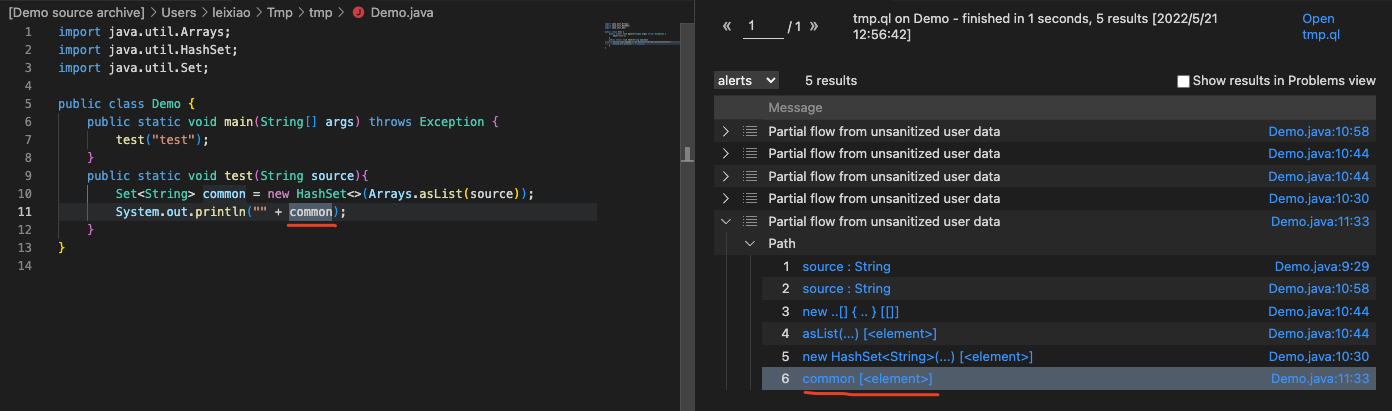 [Demo source archive] > Users > leixiao > Tmp > tmp > J Demo.java
1 import java.util.Arrays;
2 import java.util.HashSet;
3 import java.util.Set;
4
5 public class Demo {
6 public static void main(String[] args) throws Exception {
7 test("test");
8 }
9 public static void test(String source){
10 Set<String> common = new HashSet<>(Arrays.asList(source));
11 System.out.println("" + common);
12 }
13 }
14
« 1 / 1 » tmp.ql on Demo - finished in 1 seconds, 5 results [2022/5/21 Open
12:56:42] tmp.ql
alerts 5 results Show results in Problems view
Message
Partial flow from unsanitized user data Demo.java:10:58
Partial flow from unsanitized user data Demo.java:10:44
Partial flow from unsanitized user data Demo.java:10:44
Partial flow from unsanitized user data Demo.java:10:30
Partial flow from unsanitized user data Demo.java:11:33
Path
1 source : String Demo.java:9:29
2 source : String Demo.java:10:58
3 new ..[] { .. } [[]] Demo.java:10:44
4 asList(...) [<element>] Demo.java:10:44
5 new HashSet<String>(...) [<element>] Demo.java:10:30
6 common [<element>] Demo.java:11:33